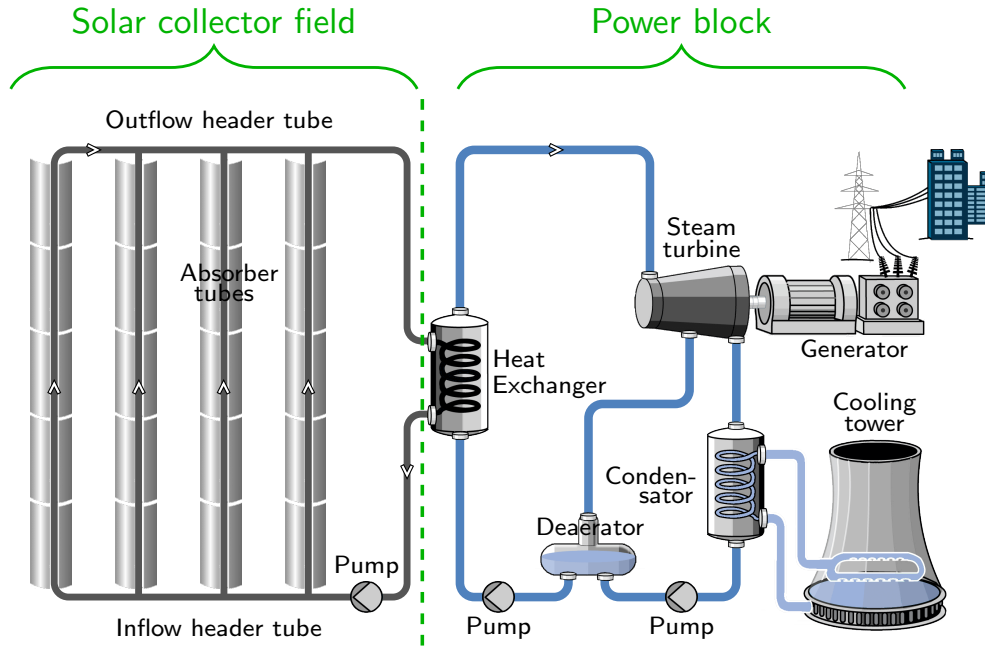 Solar collector field
Power block
Outflow header tube
Absorber
tubes
Steam
turbine
Generator
Heat
Exchanger
Cooling
tower
Conden-
sator
Deaerator
Pump
Pump
Pump
Inflow header tube